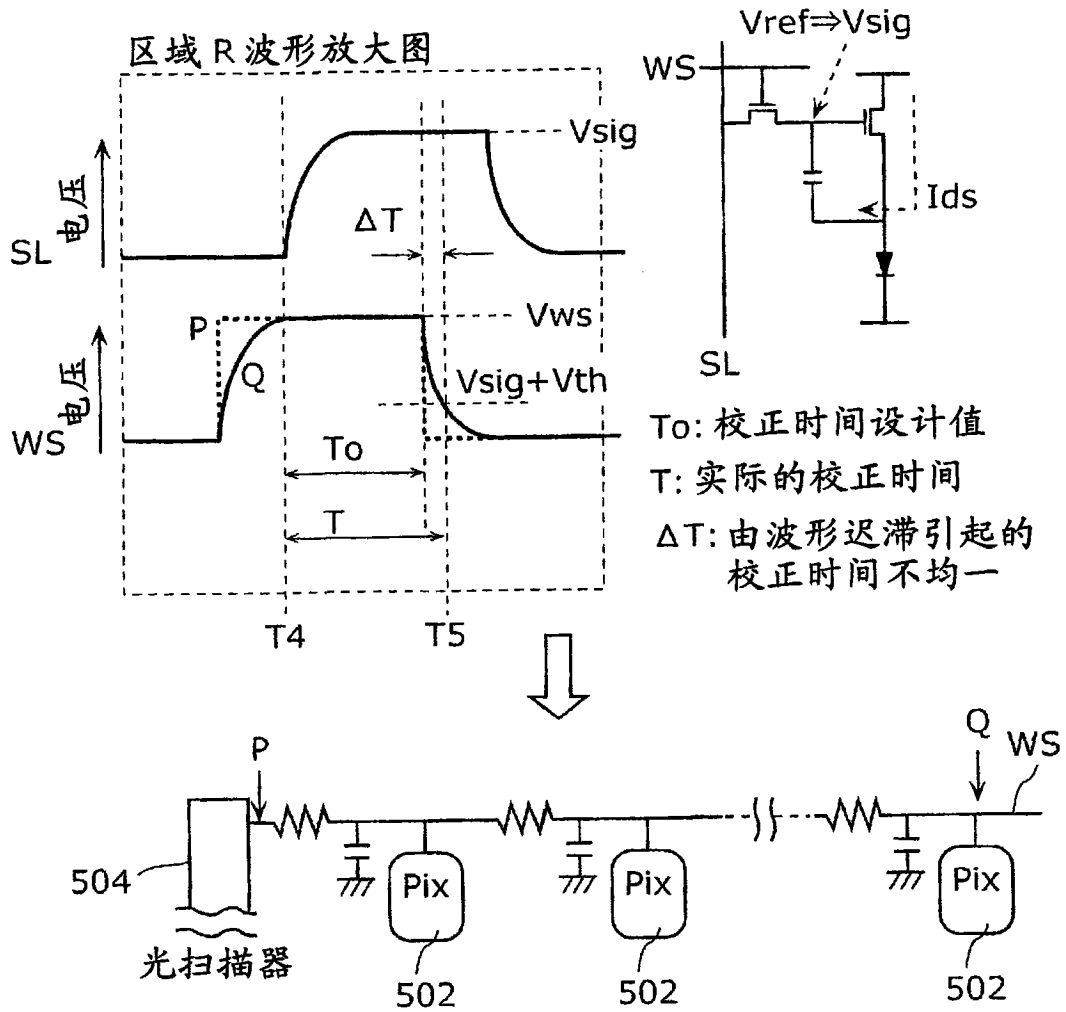 区域 R 波形放大图
Vref⇒Vsig
WS
Vsig
电压
ΔT
Ids
SL
P
Vws
Q
SL
电压
Vsig+Vth
WS
To
To: 校正时间设计值
T
T: 实际的校正时间
ΔT: 由波形迟滞引起的
校正时间不均一
T4
T5
P
Q
WS
504
Pix
Pix
Pix
光扫描器
502
502
502